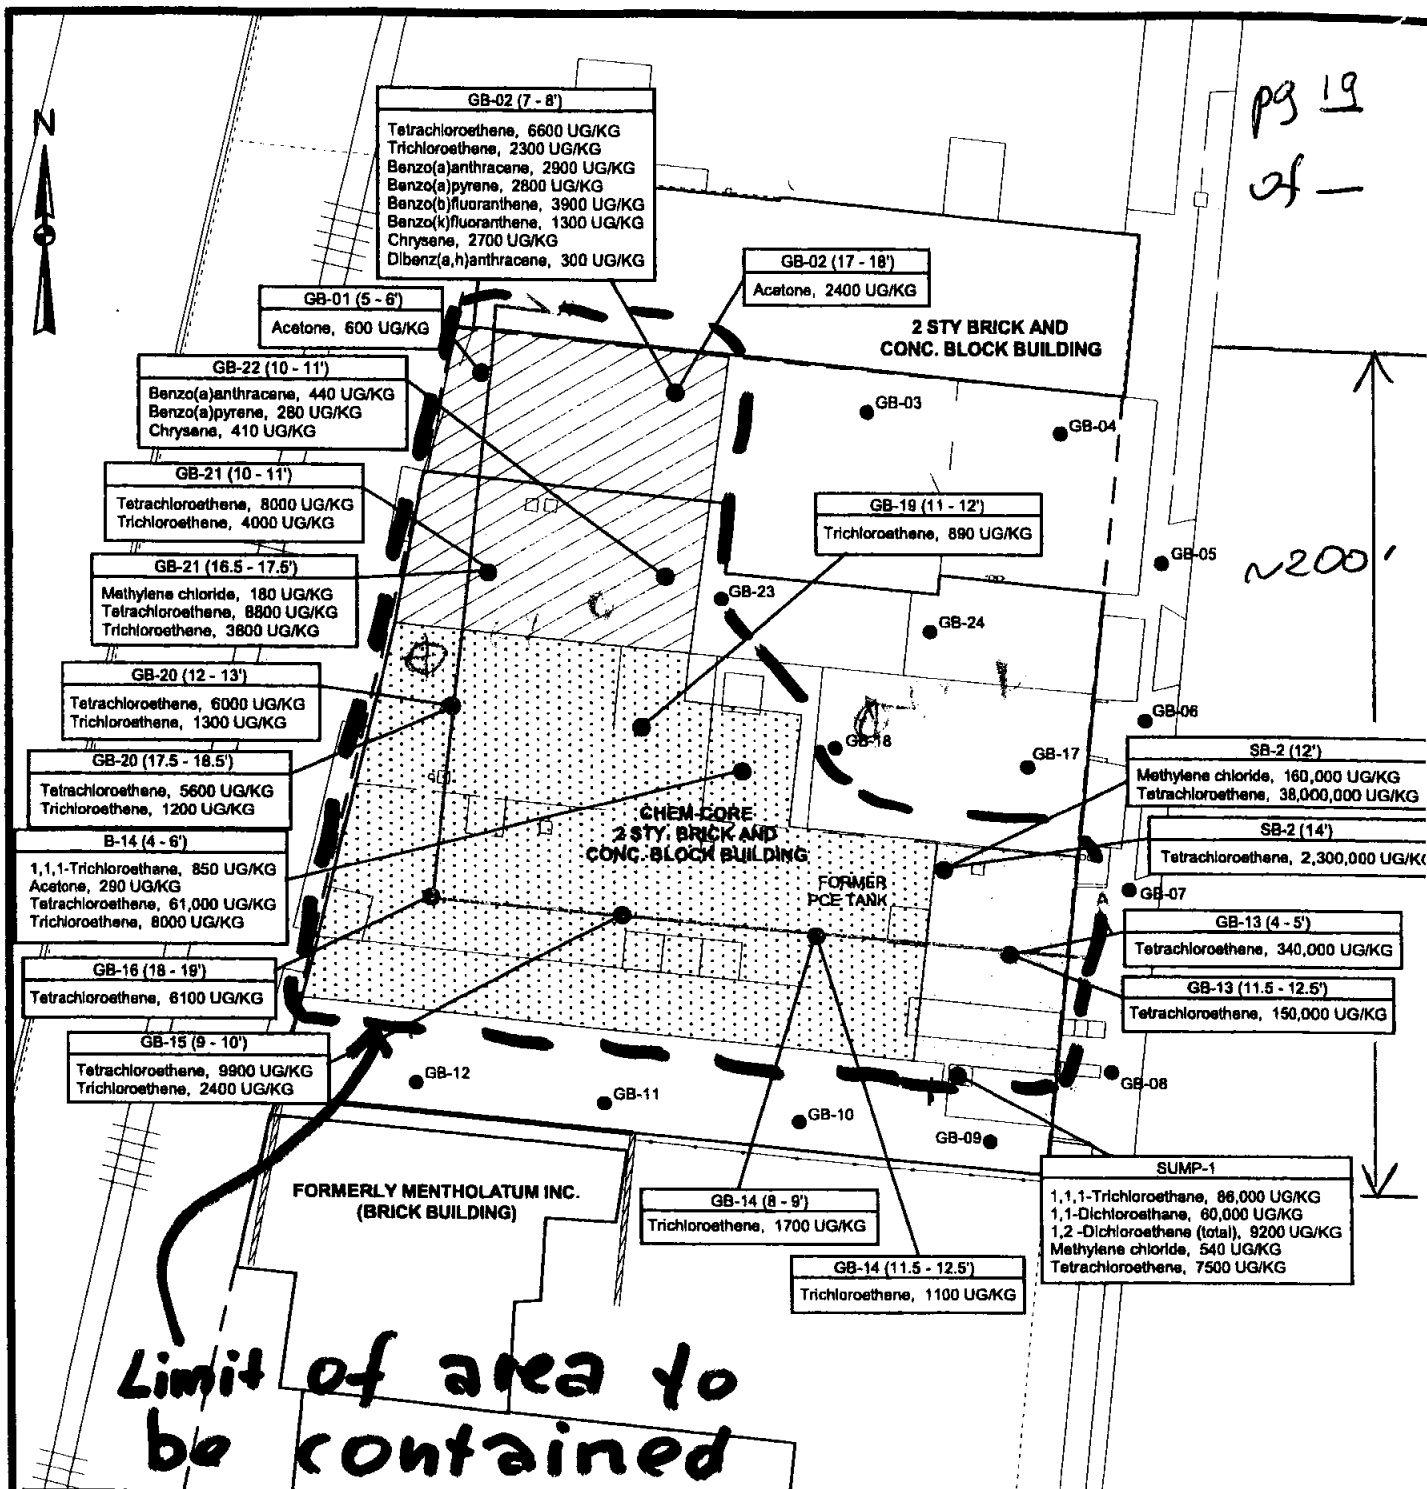 pg 19
of —
N
GB-02 (7 - 8')
Tetrachloroethene, 6600 UG/KG
Trichloroethene, 2300 UG/KG
Benzo(a)anthracene, 2900 UG/KG
Benzo(a)pyrene, 2800 UG/KG
Benzo(b)fluoranthene, 3900 UG/KG
Benzo(k)fluoranthene, 1300 UG/KG
Chrysene, 2700 UG/KG
Dibenz(a,h)anthracene, 300 UG/KG
GB-02 (17 - 18')
Acetone, 2400 UG/KG
GB-01 (5 - 6')
Acetone, 600 UG/KG
2 STY BRICK AND
CONC. BLOCK BUILDING
GB-22 (10 - 11')
Benzo(a)anthracene, 440 UG/KG
Benzo(a)pyrene, 280 UG/KG
Chrysene, 410 UG/KG
GB-03
GB-04
GB-21 (10 - 11')
Tetrachloroethene, 8000 UG/KG
Trichloroethene, 4000 UG/KG
GB-19 (11 - 12')
Trichloroethene, 890 UG/KG
GB-05
~200'
GB-21 (16.5 - 17.5')
Methylene chloride, 180 UG/KG
Tetrachloroethene, 8800 UG/KG
Trichloroethene, 3600 UG/KG
GB-23
GB-24
GB-20 (12 - 13')
Tetrachloroethene, 6000 UG/KG
Trichloroethene, 1300 UG/KG
GB-06
GB-18
GB-17
GB-20 (17.5 - 18.5')
Tetrachloroethene, 5600 UG/KG
Trichloroethene, 1200 UG/KG
SB-2 (12')
Methylene chloride, 160,000 UG/KG
Tetrachloroethene, 38,000,000 UG/KG
CHEM-CORE
2 STY. BRICK AND
CONC. BLOCK BUILDING
SB-2 (14')
Tetrachloroethene, 2,300,000 UG/KG
B-14 (4 - 6')
1,1,1-Trichloroethane, 850 UG/KG
Acetone, 290 UG/KG
Tetrachloroethene, 61,000 UG/KG
Trichloroethene, 8000 UG/KG
FORMER
PCE TANK
GB-07
GB-13 (4 - 5')
Tetrachloroethene, 340,000 UG/KG
GB-16 (18 - 19')
Tetrachloroethene, 6100 UG/KG
GB-13 (11.5 - 12.5')
Tetrachloroethene, 150,000 UG/KG
GB-15 (9 - 10')
Tetrachloroethene, 9900 UG/KG
Trichloroethene, 2400 UG/KG
GB-12
GB-11
GB-10
GB-09
GB-08
FORMERLY MENTHOLATUM INC.
(BRICK BUILDING)
GB-14 (8 - 9')
Trichloroethene, 1700 UG/KG
SUMP-1
1,1,1-Trichloroethane, 86,000 UG/KG
1,1-Dichloroethane, 60,000 UG/KG
1,2 -Dichloroethene (total), 9200 UG/KG
Methylene chloride, 540 UG/KG
Tetrachloroethene, 7500 UG/KG
GB-14 (11.5 - 12.5')
Trichloroethene, 1100 UG/KG
Limit of area to
be contained